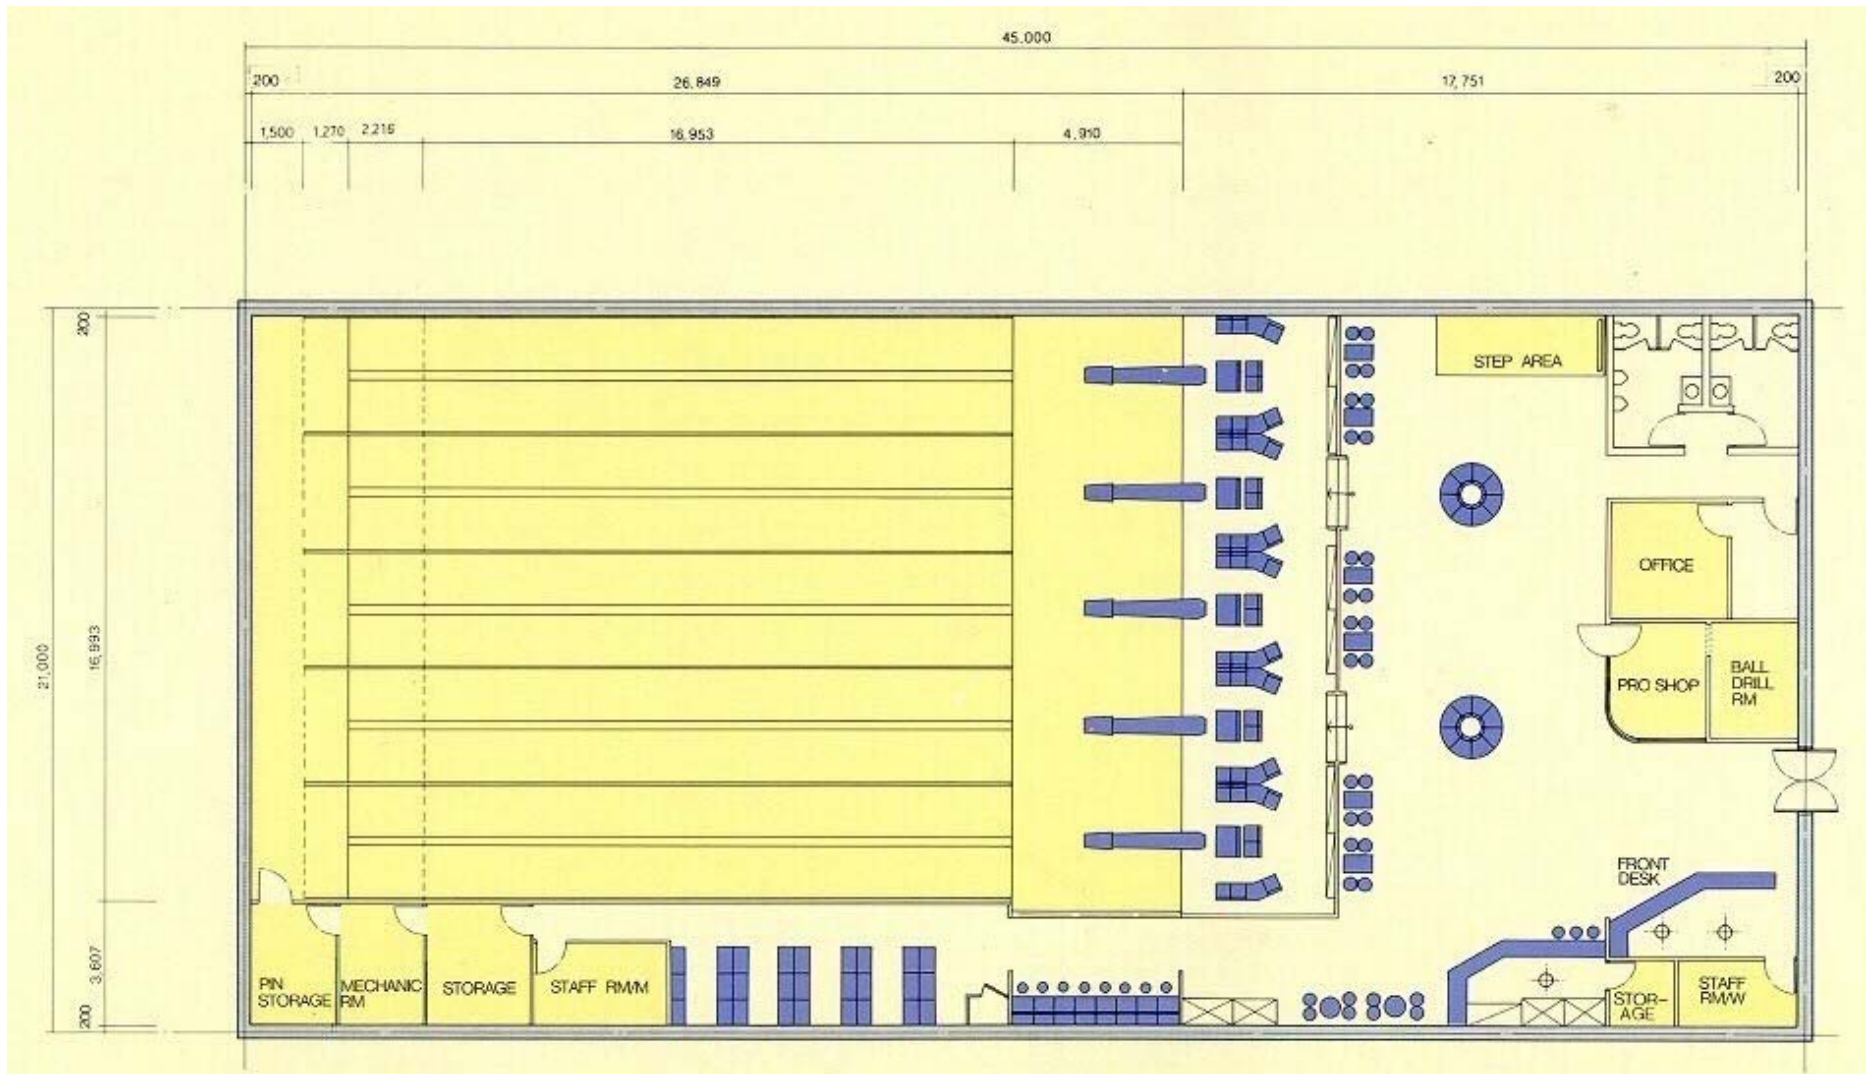 45.000
200
26.849
17,751
200
1,500
1.270
2.216
16.953
4.910
200
21,000
16,993
3.607
200
STEP AREA
OFFICE
PRO SHOP
BALL
DRILL
RM
FRONT
DESK
PIN
STORAGE
MECHANIC
RM
STORAGE
STAFF RM/M
STOR-
AGE
STAFF
RM/W